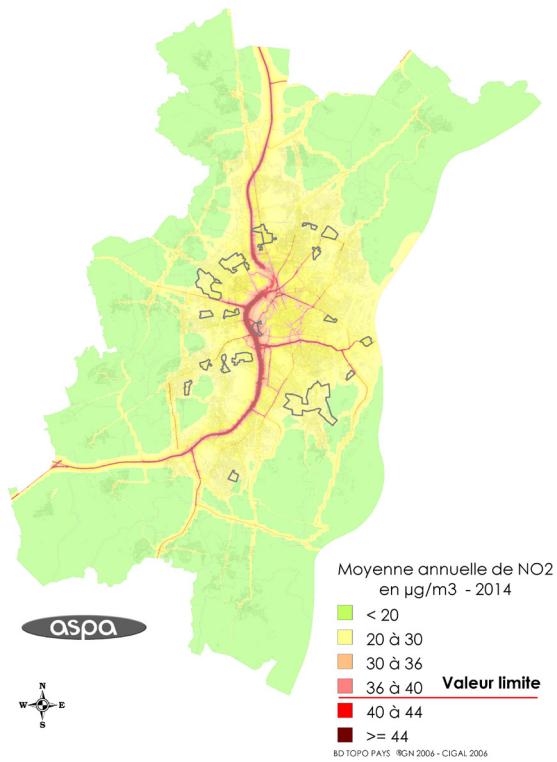 Moyenne annuelle de NO2
en µg/m3 - 2014
< 20
20 à 30
30 à 36
36 à 40
Valeur limite
40 à 44
>= 44
BD TOPO PAYS ®GN 2006 - CIGAL 2006
aspa
N
W E
S